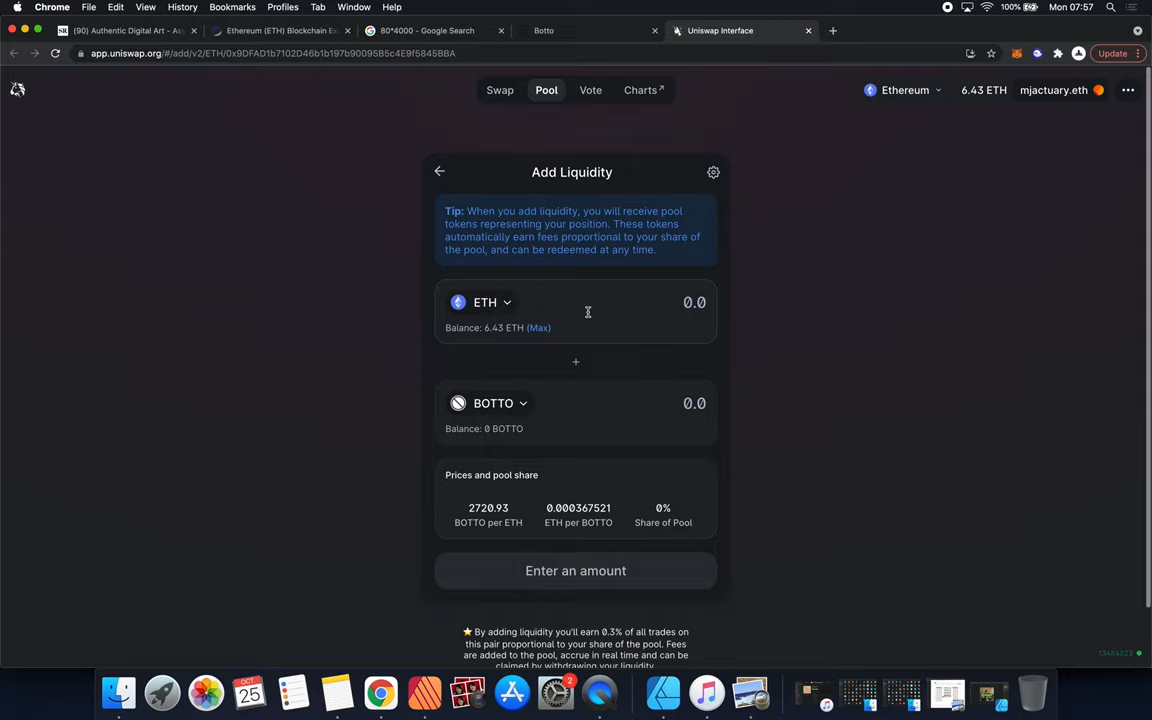 Chrome File Edit View History Bookmarks Profiles Tab Window Help 100% Mon 07:57
(90) Authentic Digital Art - As Ethereum (ETH) Blockchain Ex 80*4000 - Google Search Botto Uniswap Interface
app.uniswap.org/#/add/v2/ETH/0x9DFAD1b7102D46b1b197b90095B5c4E9f5845BBA Update
Swap Pool Vote Charts↗ Ethereum 6.43 ETH mjactuary.eth
Add Liquidity
Tip: When you add liquidity, you will receive pool
tokens representing your position. These tokens
automatically earn fees proportional to your share of
the pool, and can be redeemed at any time.
ETH 0.0
Balance: 6.43 ETH (Max)
+
BOTTO 0.0
Balance: 0 BOTTO
Prices and pool share
2720.93 0.000367521 0%
BOTTO per ETH ETH per BOTTO Share of Pool
Enter an amount
By adding liquidity you'll earn 0.3% of all trades on
this pair proportional to your share of the pool. Fees
are added to the pool, accrue in real time and can be
claimed by withdrawing your liquidity.
13484823
OCT
25
2